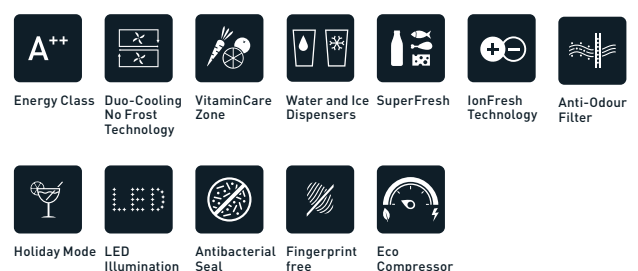 A++
Energy Class
Duo-Cooling
No Frost
Technology
VitaminCare
Zone
Water and Ice
Dispensers
SuperFresh
IonFresh
Technology
Anti-Odour
Filter
Holiday Mode
LED
LED
Illumination
Antibacterial
Seal
Fingerprint
free
Eco
Compressor